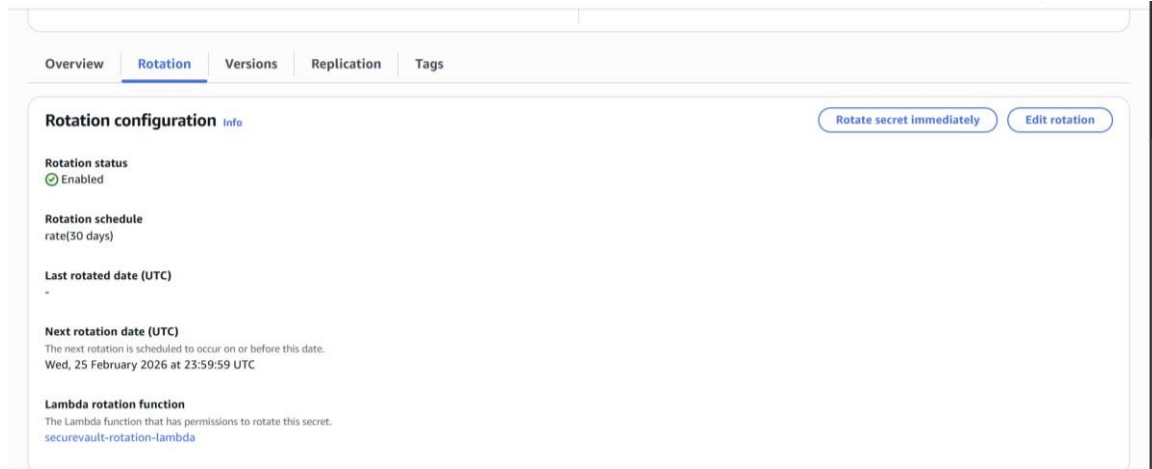 Overview Rotation Versions Replication Tags
Rotation configuration Info Rotate secret immediately Edit rotation
Rotation status
Enabled
Rotation schedule
rate(30 days)
Last rotated date (UTC)
-
Next rotation date (UTC)
The next rotation is scheduled to occur on or before this date.
Wed, 25 February 2026 at 23:59:59 UTC
Lambda rotation function
The Lambda function that has permissions to rotate this secret.
securevault-rotation-lambda